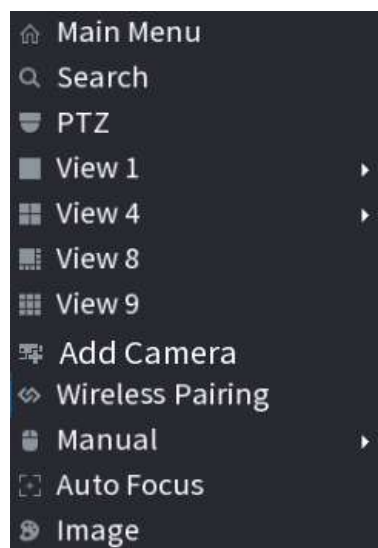 Main Menu
Search
PTZ
View 1
View 4
View 8
View 9
Add Camera
Wireless Pairing
Manual
Auto Focus
Image